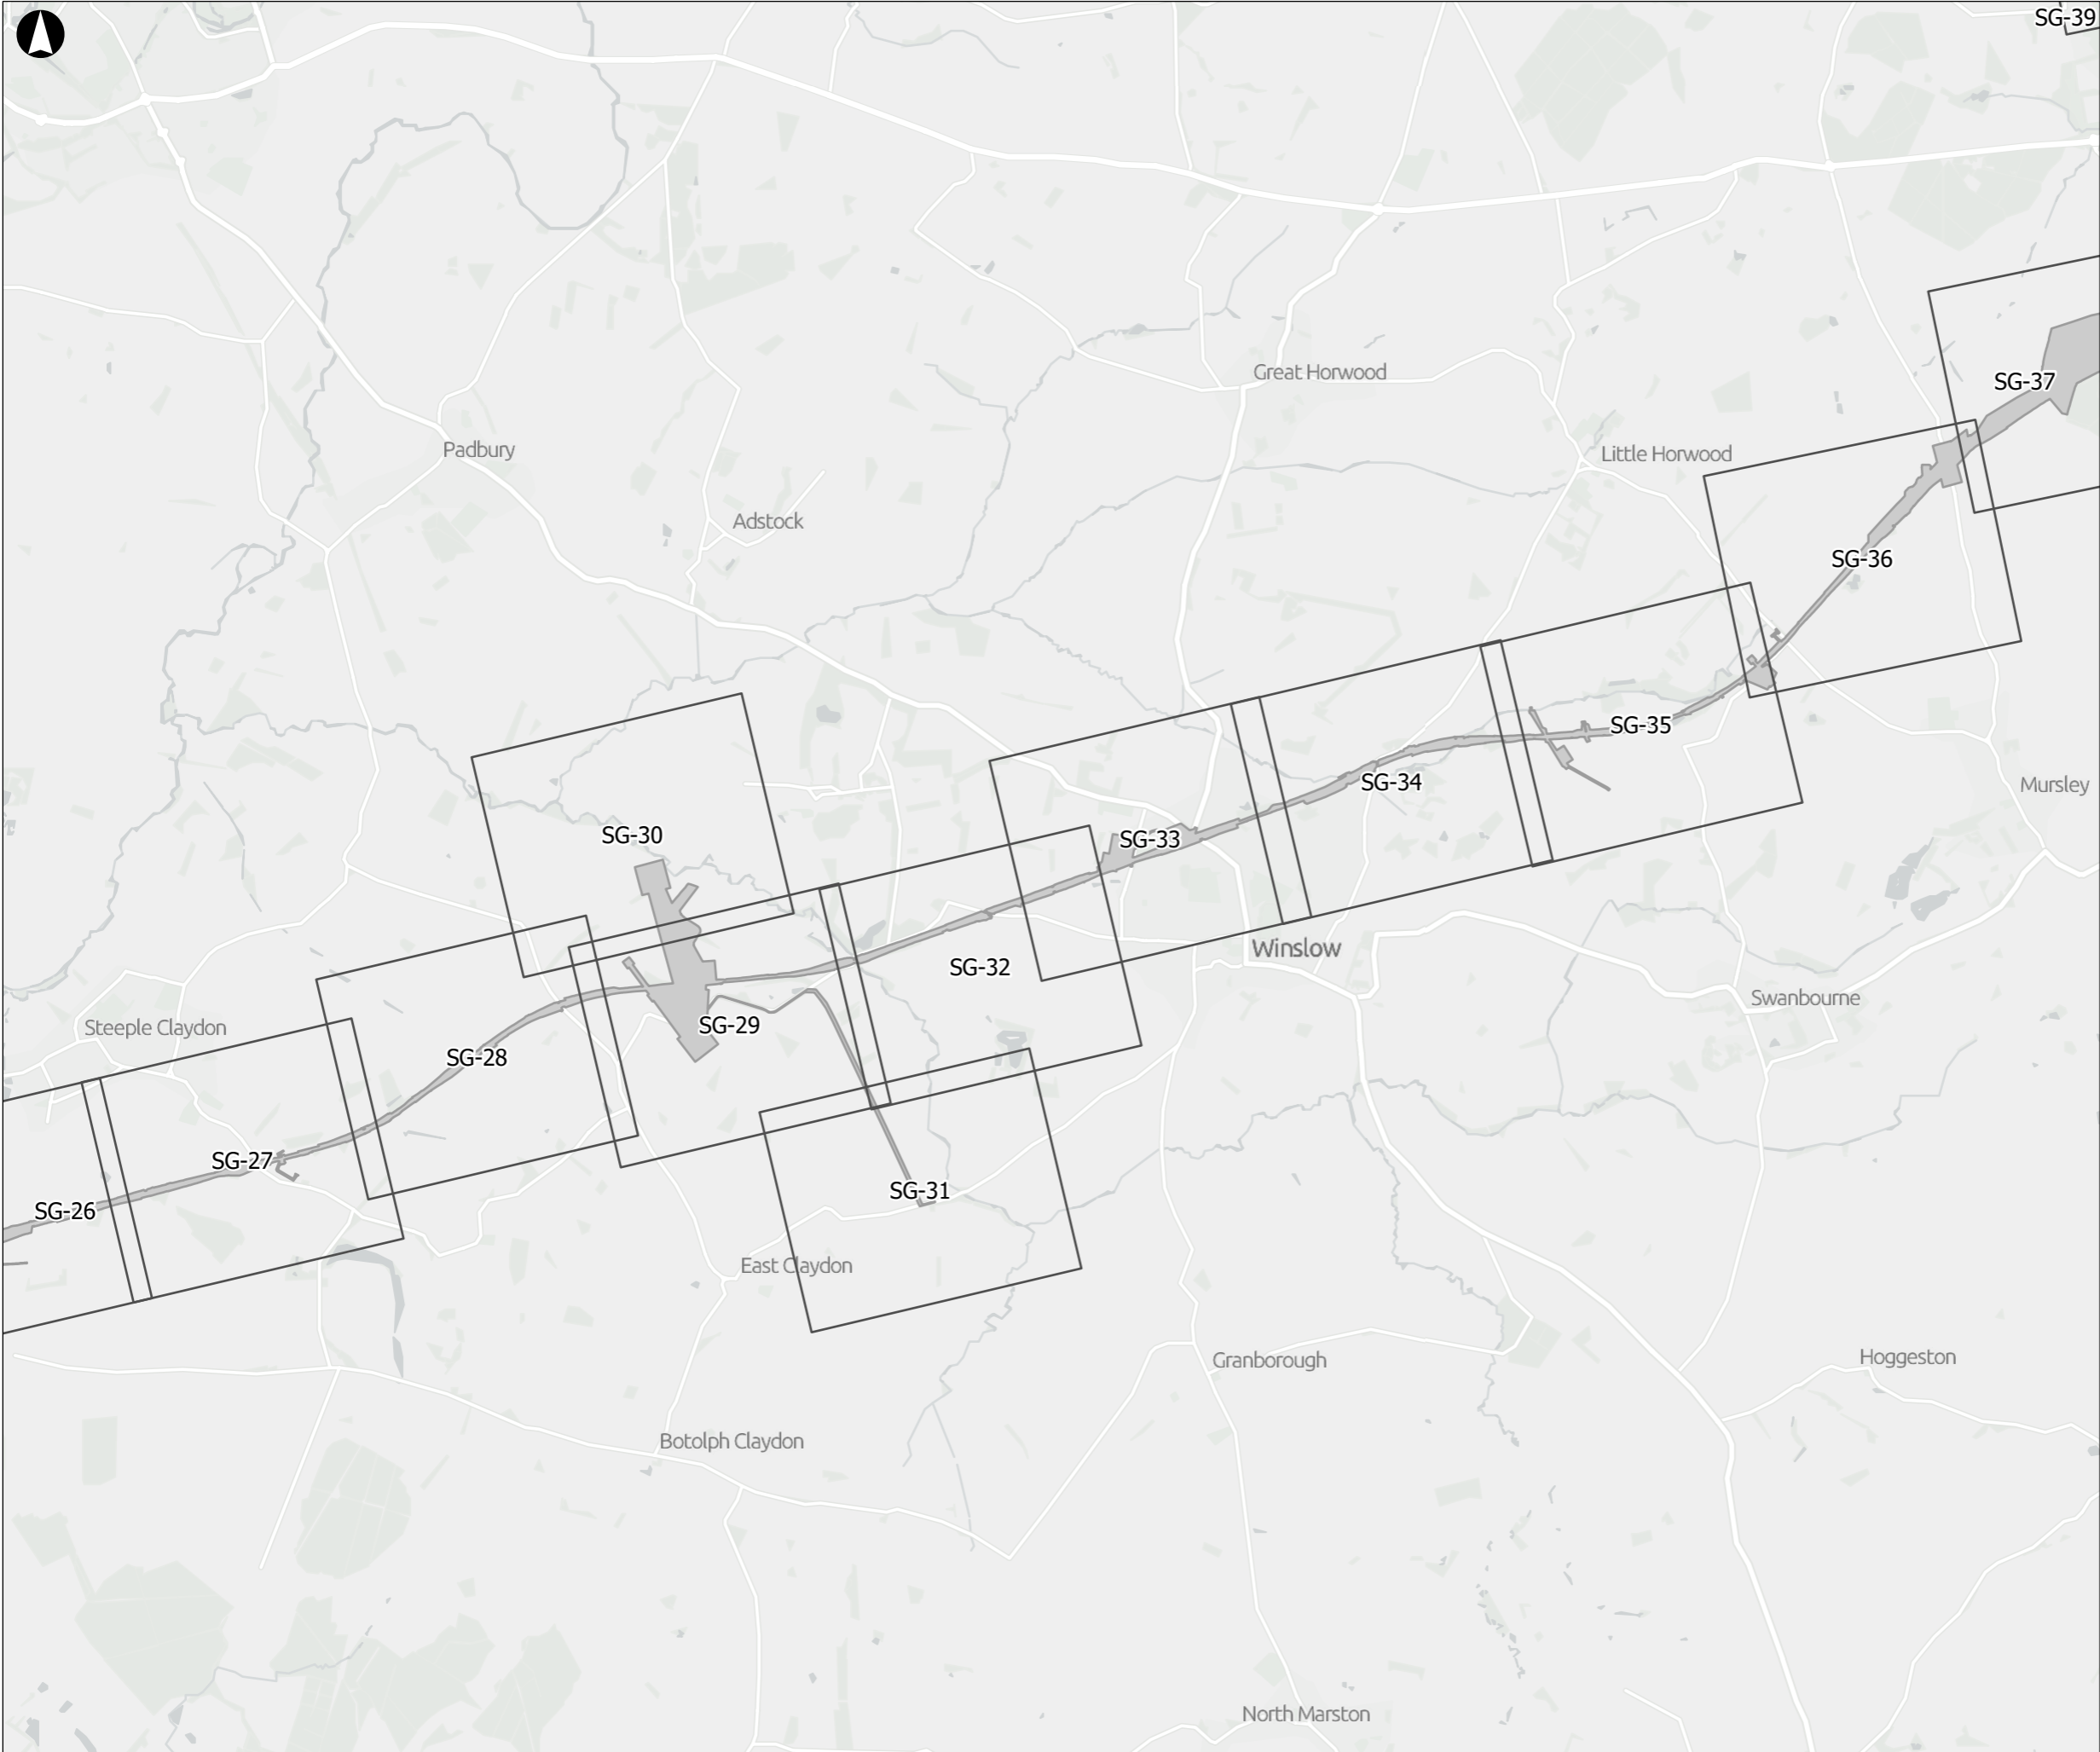 SG-39
Great Horwood
SG-37
Padbury
Little Horwood
Adstock
SG-36
SG-35
SG-34
Mursley
SG-30
SG-33
Winslow
SG-32
Swanbourne
Steeple Claydon
SG-29
SG-28
SG-27
SG-31
SG-26
East Claydon
Granborough
Hoggeston
Botolph Claydon
North Marston